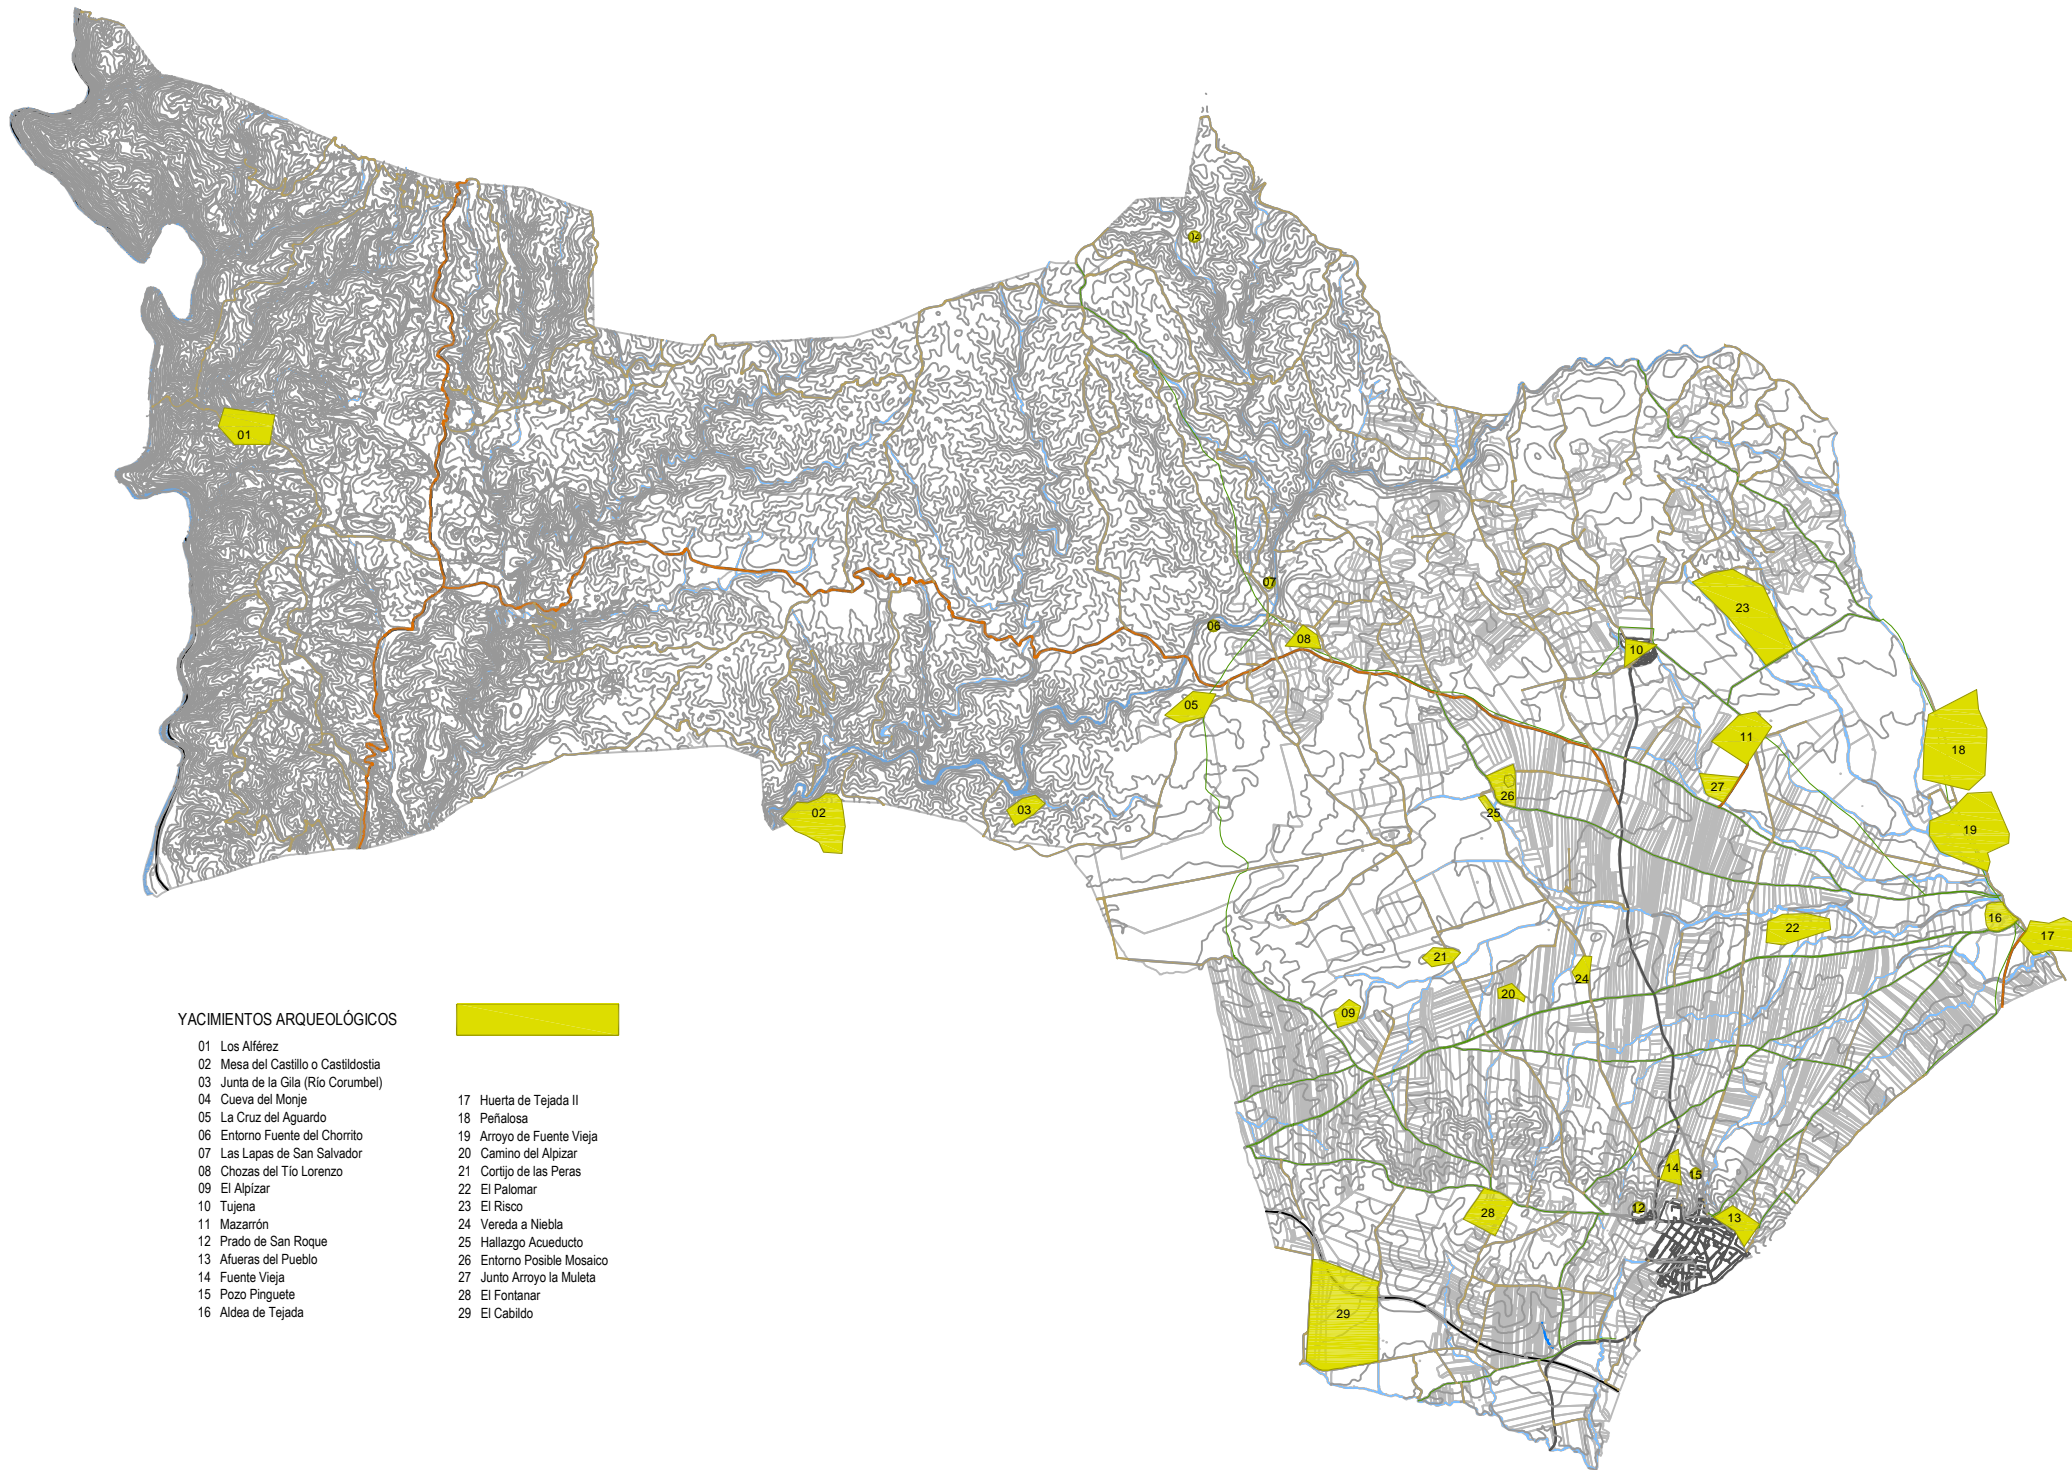 04
01
07
06
08
23
10
05
11
18
27
26
02
03
25
19
16
22
17
21
24
20
09
14
15
12
13
28
29
YACIMIENTOS ARQUEOLÓGICOS
01 Los Alférez
02 Mesa del Castillo o Castildostia
03 Junta de la Gila (Río Corumbel)
04 Cueva del Monje
05 La Cruz del Aguardo
06 Entorno Fuente del Chorrito
07 Las Lapas de San Salvador
08 Chozas del Tío Lorenzo
09 El Alpízar
10 Tujena
11 Mazarrón
12 Prado de San Roque
13 Afueras del Pueblo
14 Fuente Vieja
15 Pozo Pinguete
16 Aldea de Tejada
17 Huerta de Tejada II
18 Peñalosa
19 Arroyo de Fuente Vieja
20 Camino del Alpizar
21 Cortijo de las Peras
22 El Palomar
23 El Risco
24 Vereda a Niebla
25 Hallazgo Acueducto
26 Entorno Posible Mosaico
27 Junto Arroyo la Muleta
28 El Fontanar
29 El Cabildo